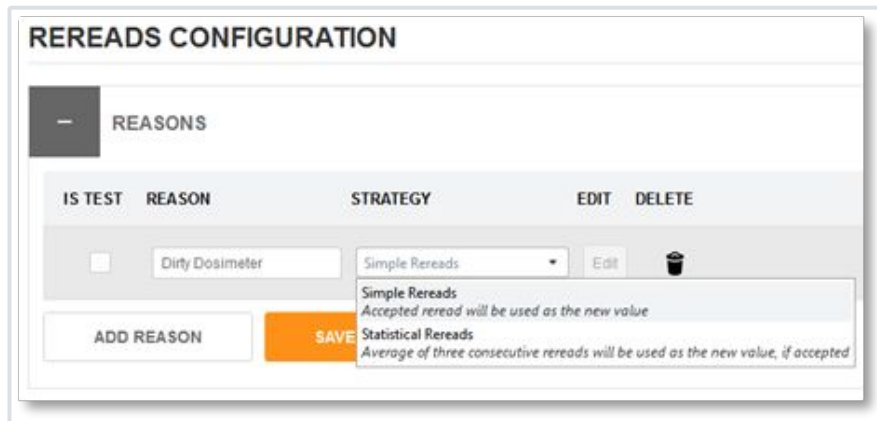 REREADS CONFIGURATION
−
REASONS
IS TEST REASON STRATEGY EDIT DELETE
Dirty Dosimeter Simple Rereads Edit
Simple Rereads
Accepted reread will be used as the new value
ADD REASON SAVE Statistical Rereads
Average of three consecutive rereads will be used as the new value, if accepted